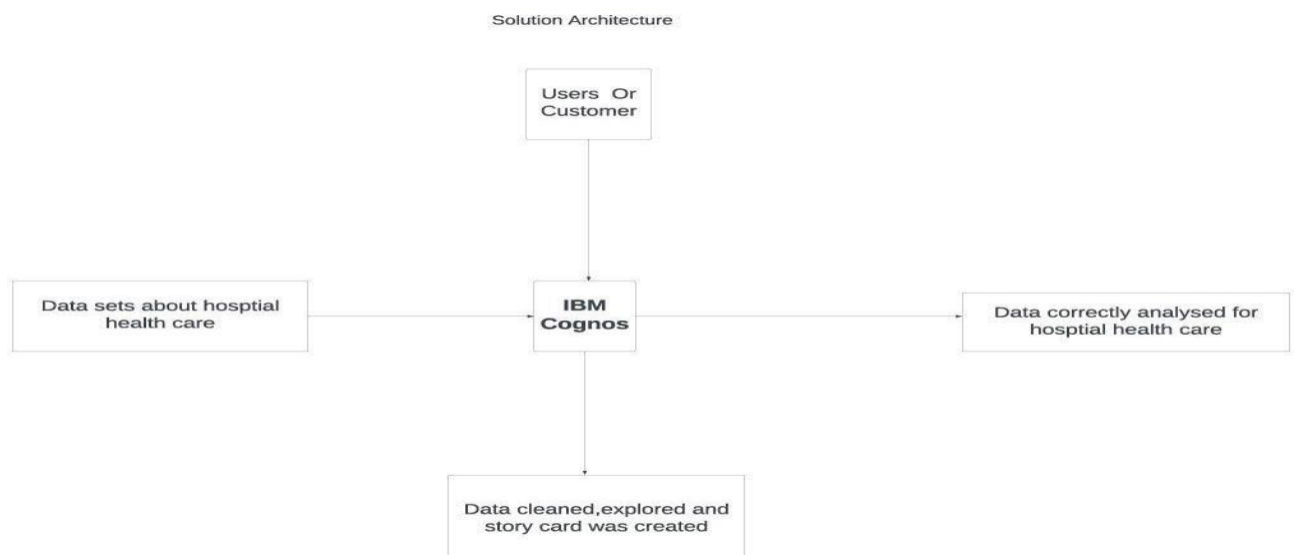 Solution Architecture
Users Or
Customer
Data sets about hosptial
health care
IBM
Cognos
Data correctly analysed for
hosptial health care
Data cleaned,explored and
story card was created